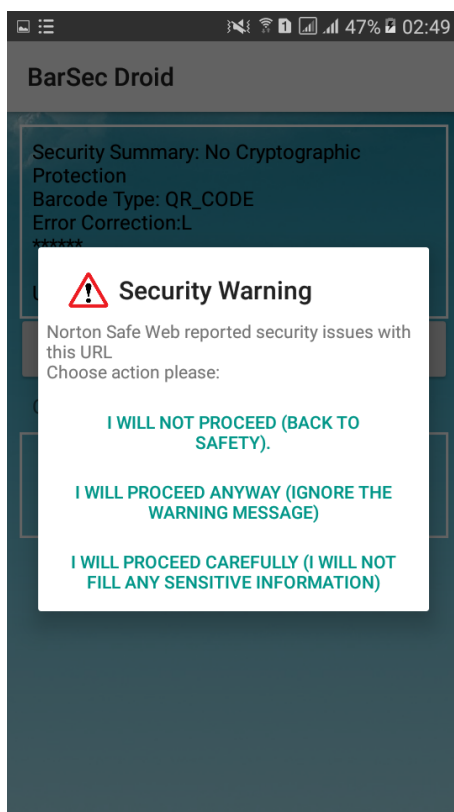 1 47% 02:49
BarSec Droid
Security Summary: No Cryptographic
Protection
Barcode Type: QR_CODE
Error Correction:L
******
Security Warning
Norton Safe Web reported security issues with
this URL
Choose action please:
I WILL NOT PROCEED (BACK TO
SAFETY).
I WILL PROCEED ANYWAY (IGNORE THE
WARNING MESSAGE)
I WILL PROCEED CAREFULLY (I WILL NOT
FILL ANY SENSITIVE INFORMATION)